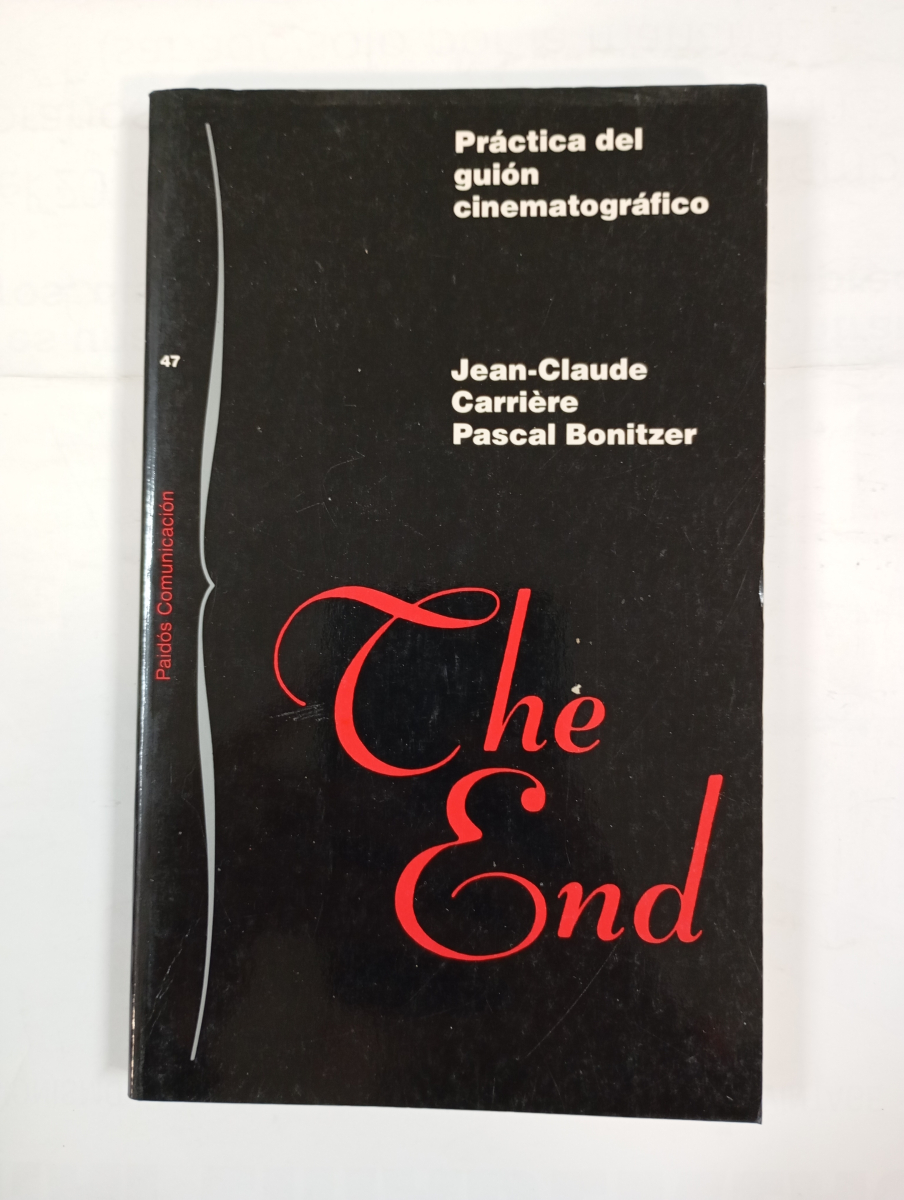 Práctica del
guión
cinematográfico
Jean-Claude
Carrière
Pascal Bonitzer
47
Paidós Comunicación
The
End